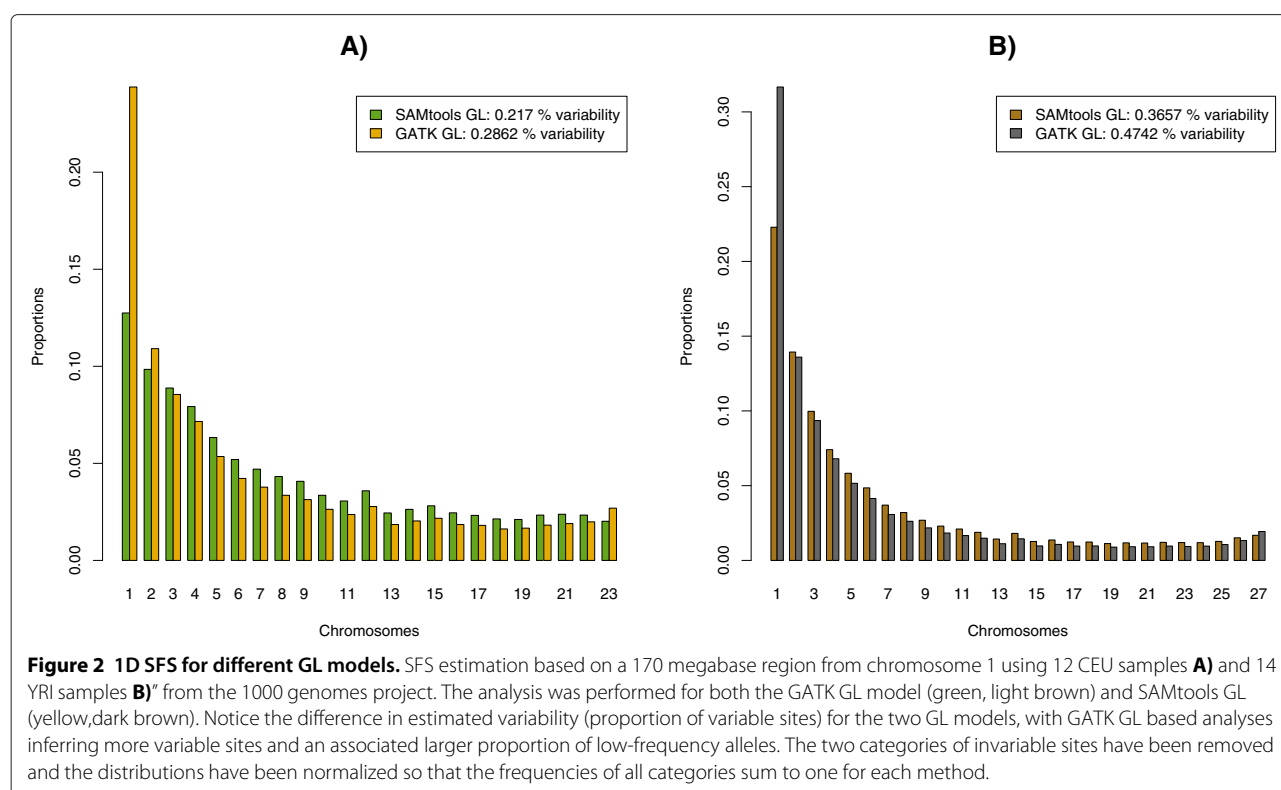 A)
SAMtools GL: 0.217 % variability
GATK GL: 0.2862 % variability
Proportions
0.20
0.15
0.10
0.05
0.00
1 2 3 4 5 6 7 8 9 11 13 15 17 19 21 23
Chromosomes
B)
SAMtools GL: 0.3657 % variability
GATK GL: 0.4742 % variability
Proportions
0.30
0.25
0.20
0.15
0.10
0.05
0.00
1 3 5 7 9 11 13 15 17 19 21 23 25 27
Chromosomes
Figure 2 1D SFS for different GL models. SFS estimation based on a 170 megabase region from chromosome 1 using 12 CEU samples A) and 14
YRI samples B)” from the 1000 genomes project. The analysis was performed for both the GATK GL model (green, light brown) and SAMtools GL
(yellow,dark brown). Notice the difference in estimated variability (proportion of variable sites) for the two GL models, with GATK GL based analyses
inferring more variable sites and an associated larger proportion of low-frequency alleles. The two categories of invariable sites have been removed
and the distributions have been normalized so that the frequencies of all categories sum to one for each method.